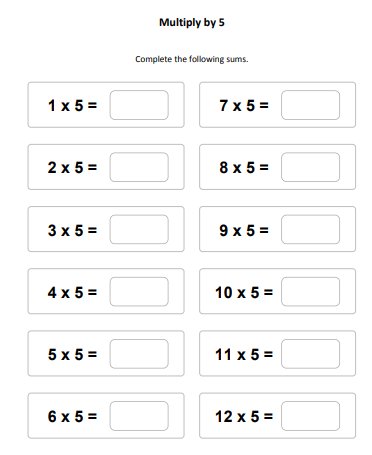 Multiply by 5
Complete the following sums.
1 x 5 =
7 x 5 =
2 x 5 =
8 x 5 =
3 x 5 =
9 x 5 =
4 x 5 =
10 x 5 =
5 x 5 =
11 x 5 =
6 x 5 =
12 x 5 =